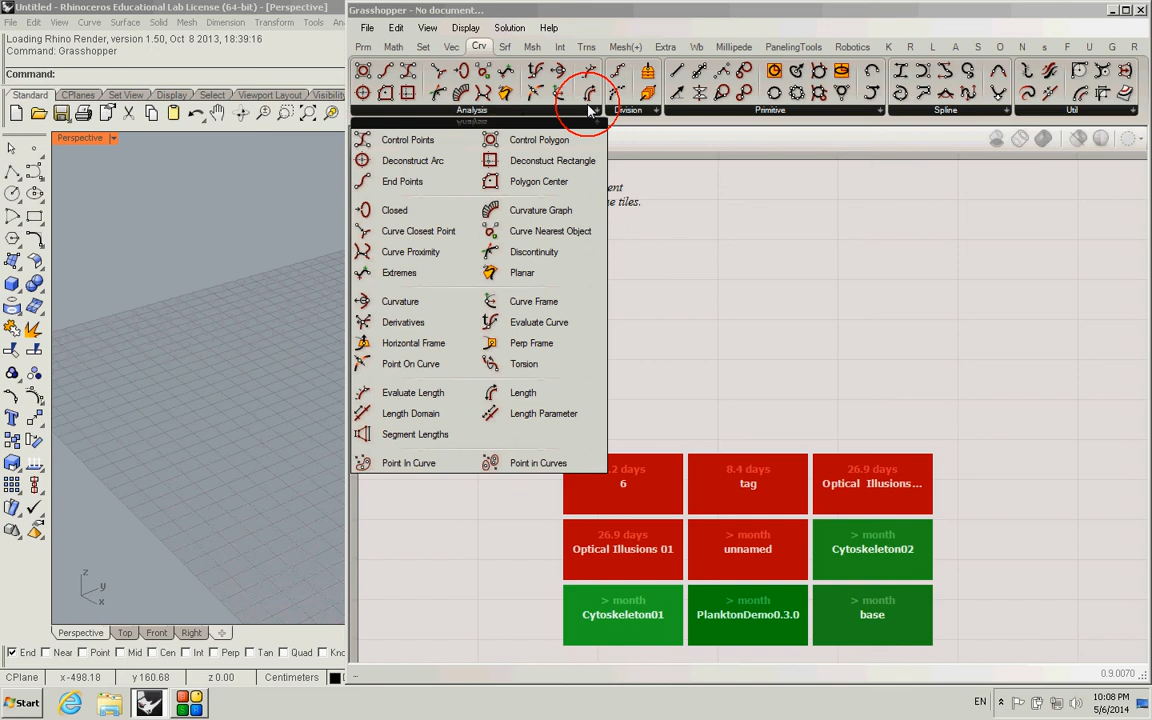 Untitled - Rhinoceros Educational Lab License (64-bit) - [Perspective]
File Edit View Curve Surface Solid Mesh Dimension Transform Tools
Loading Rhino Render, version 1.50, Oct 8 2013, 18:39:16
Command: Grasshopper
Command:
Standard CPlanes Set View Display Select Viewport Layout
Perspective
z
y
x
Perspective Top Front Right
End Near Point Mid Cen Int Perp Tan Quad Kno
CPlane x -498.18 y 160.68 z 0.00 Centimeters
Grasshopper - No document...
File Edit View Display Solution Help
Prm Math Set Vec Crv Srf Msh Int Trns Mesh(+) Extra Wb Millipede PanelingTools Robotics K R L A D F H N s f U G R
Analysis Division Primitive Spline Util
Control Points Control Polygon
Deconstruct Arc Deconstuct Rectangle
End Points Polygon Center
Closed Curvature Graph
Curve Closest Point Curve Nearest Object
Curve Proximity Discontinuity
Extremes Planar
Curvature Curve Frame
Derivatives Evaluate Curve
Horizontal Frame Perp Frame
Point On Curve Torsion
Evaluate Length Length
Length Domain Length Parameter
Segment Lengths
Point In Curve Point in Curves
ent
e tiles.
2 days
6
8.4 days
tag
26.9 days
Optical Illusions...
26.9 days
Optical Illusions 01
> month
unnamed
> month
Cytoskeleton02
> month
Cytoskeleton01
> month
PlanktonDemo0.3.0
> month
base
...
0.9.0070
Start
EN
10:08 PM
5/6/2014